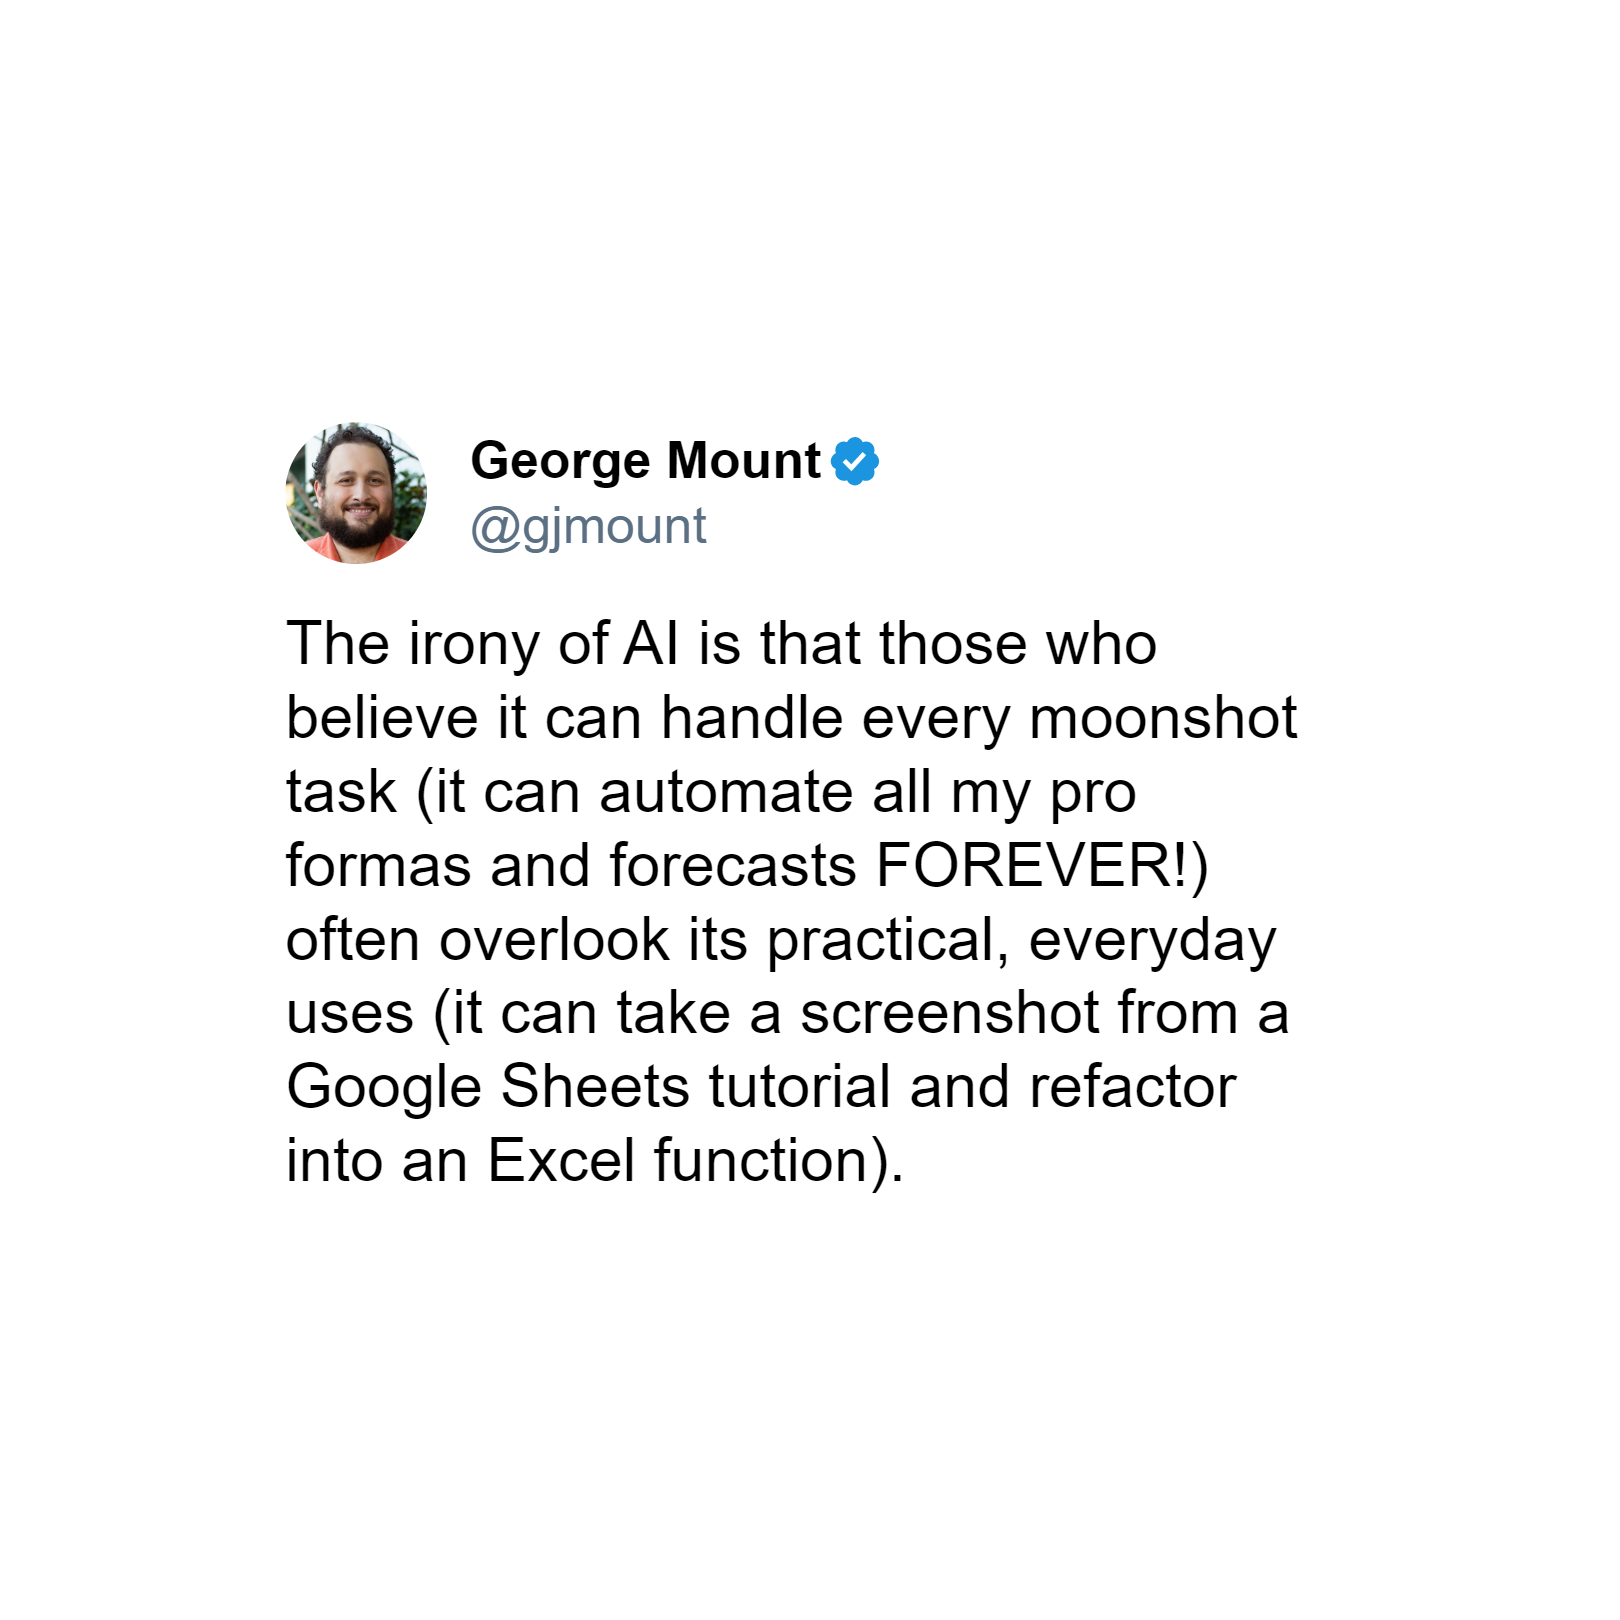 George Mount
@gjmount
The irony of AI is that those who
believe it can handle every moonshot
task (it can automate all my pro
formas and forecasts FOREVER!)
often overlook its practical, everyday
uses (it can take a screenshot from a
Google Sheets tutorial and refactor
into an Excel function).